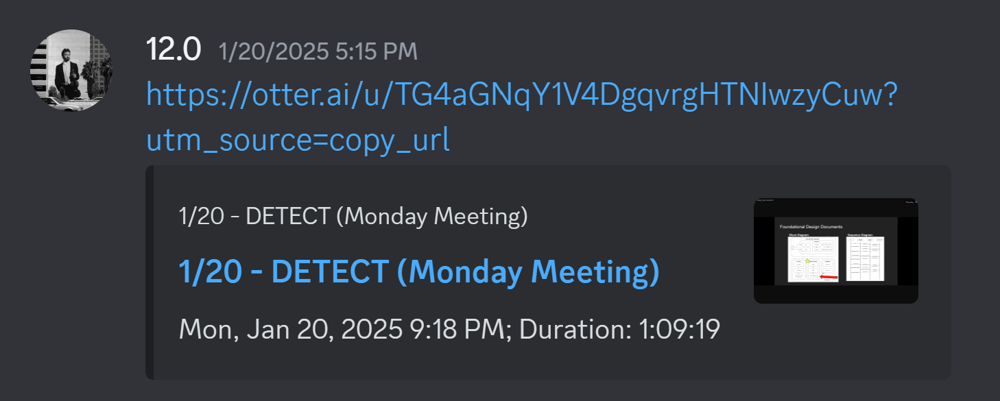 12.0 1/20/2025 5:15 PM
https://otter.ai/u/TG4aGNqY1V4DgqvrgHTNIwzyCuw?
utm_source=copy_url
1/20 - DETECT (Monday Meeting)
1/20 - DETECT (Monday Meeting)
Mon, Jan 20, 2025 9:18 PM; Duration: 1:09:19
Foundational Design Documents
Block Diagram: Sequence Diagram: